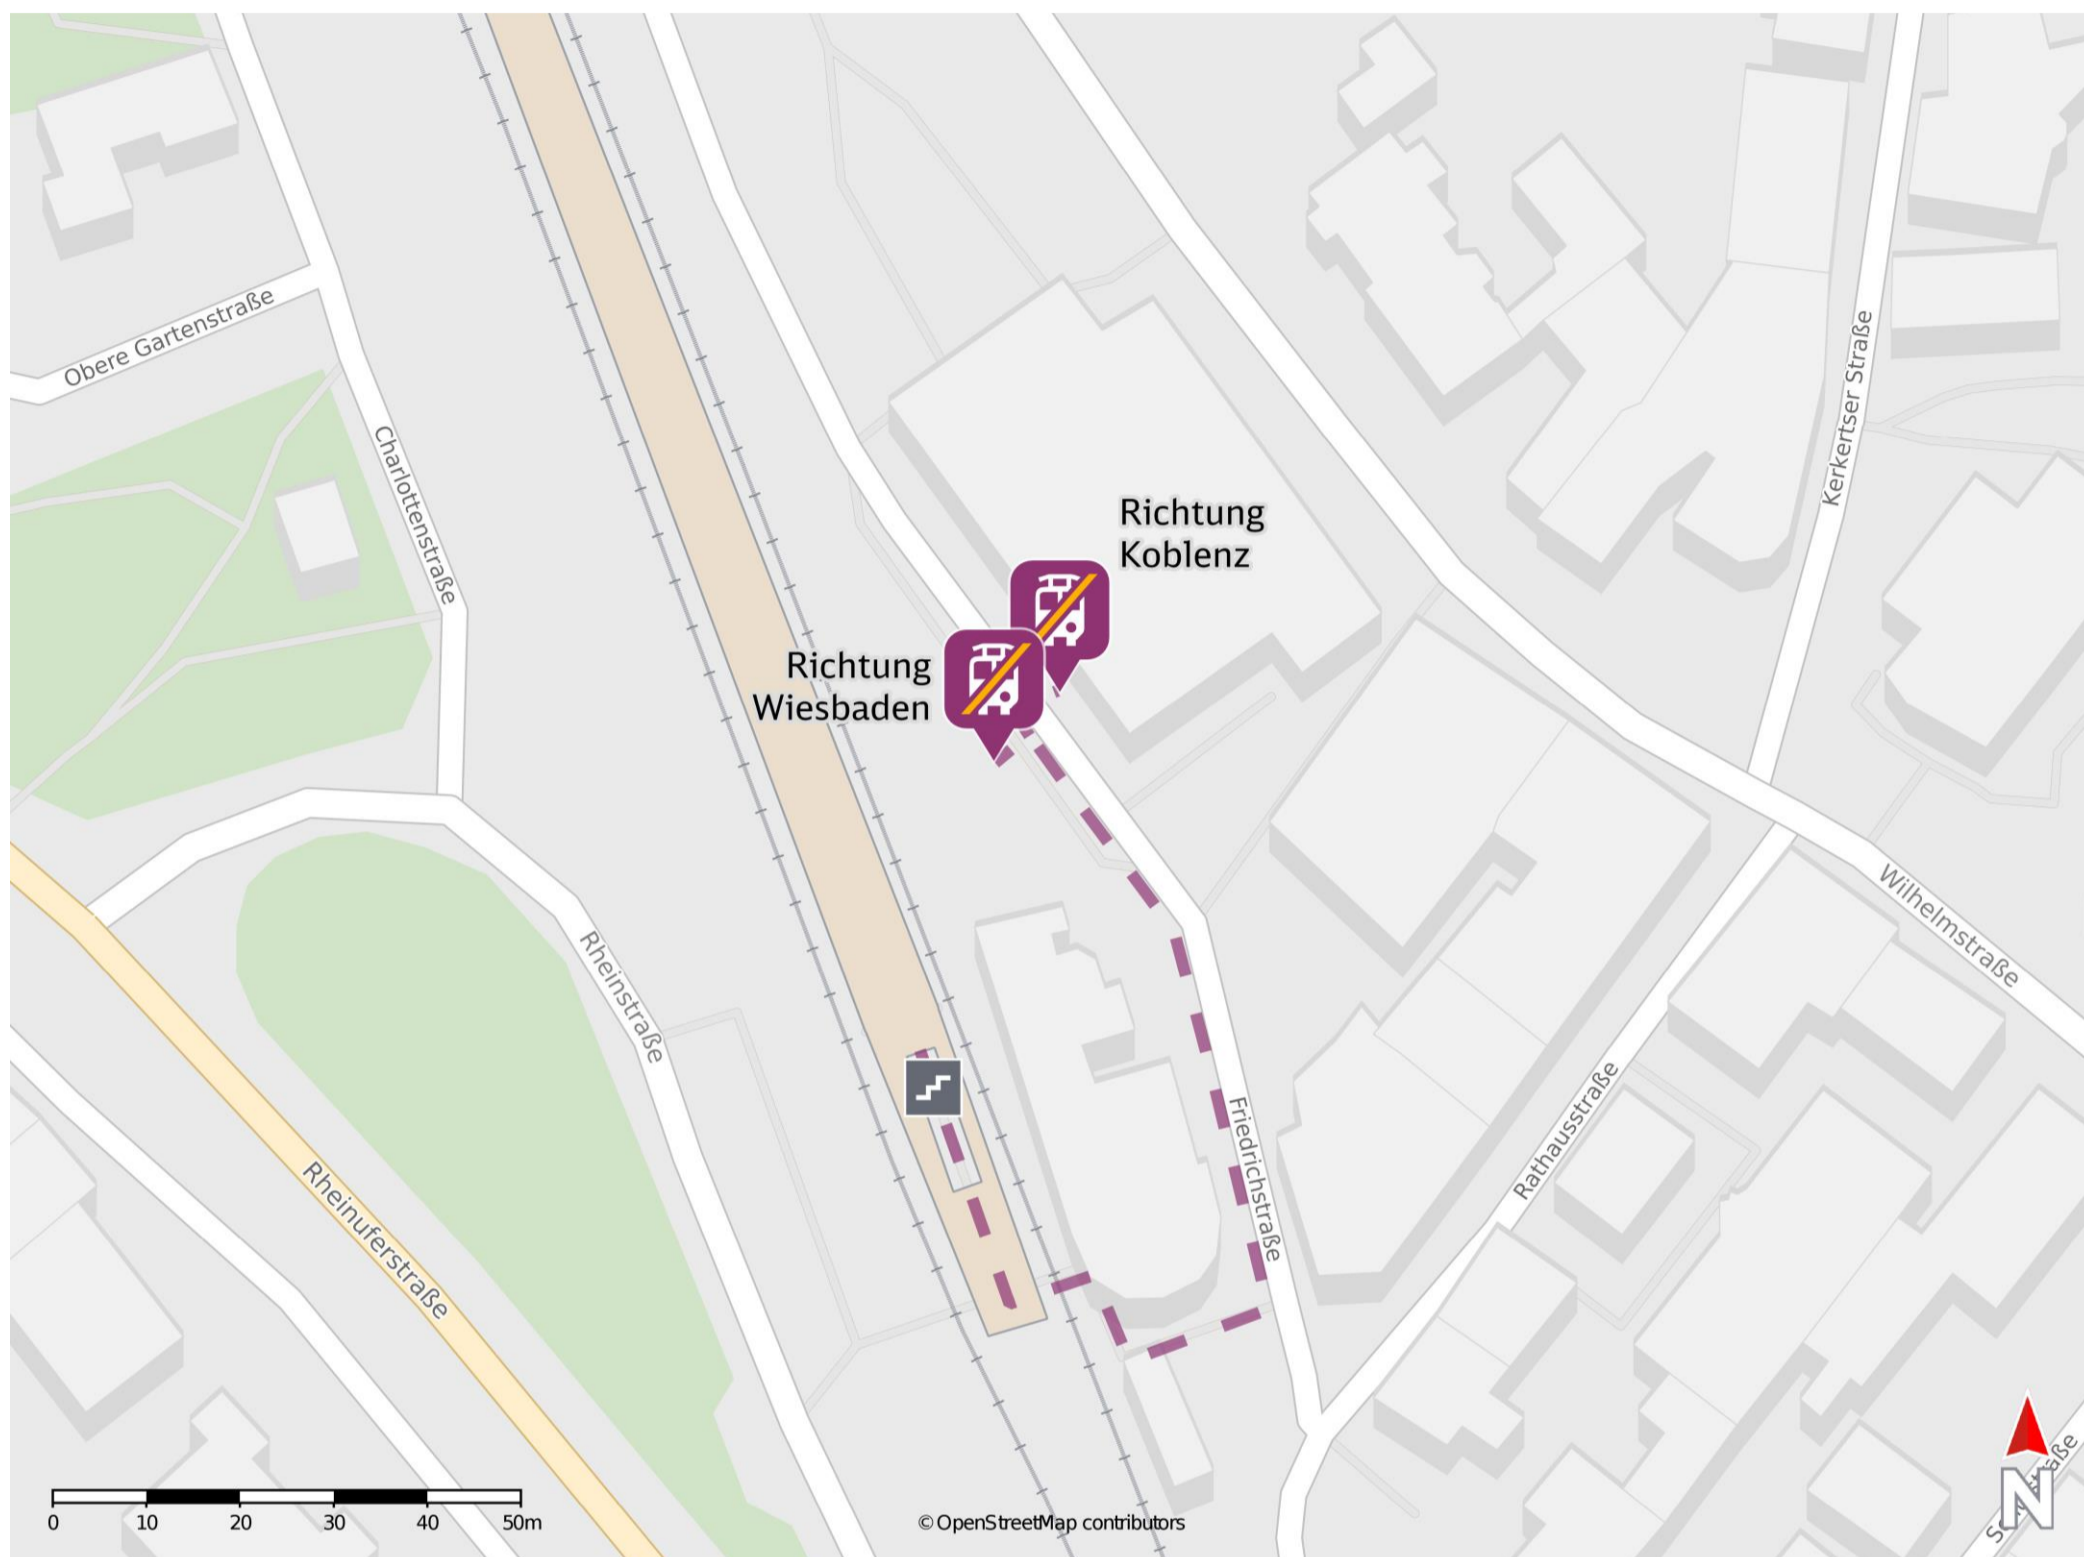 Obere Gartenstraße
Charlottenstraße
Kerkertser Straße
Richtung
Koblenz
Richtung
Wiesbaden
Wilhelmstraße
Rheinstraße
Friedrichstraße
Rathausstraße
Rheinuferstraße
0 10 20 30 40 50m
© OpenStreetMap contributors
N